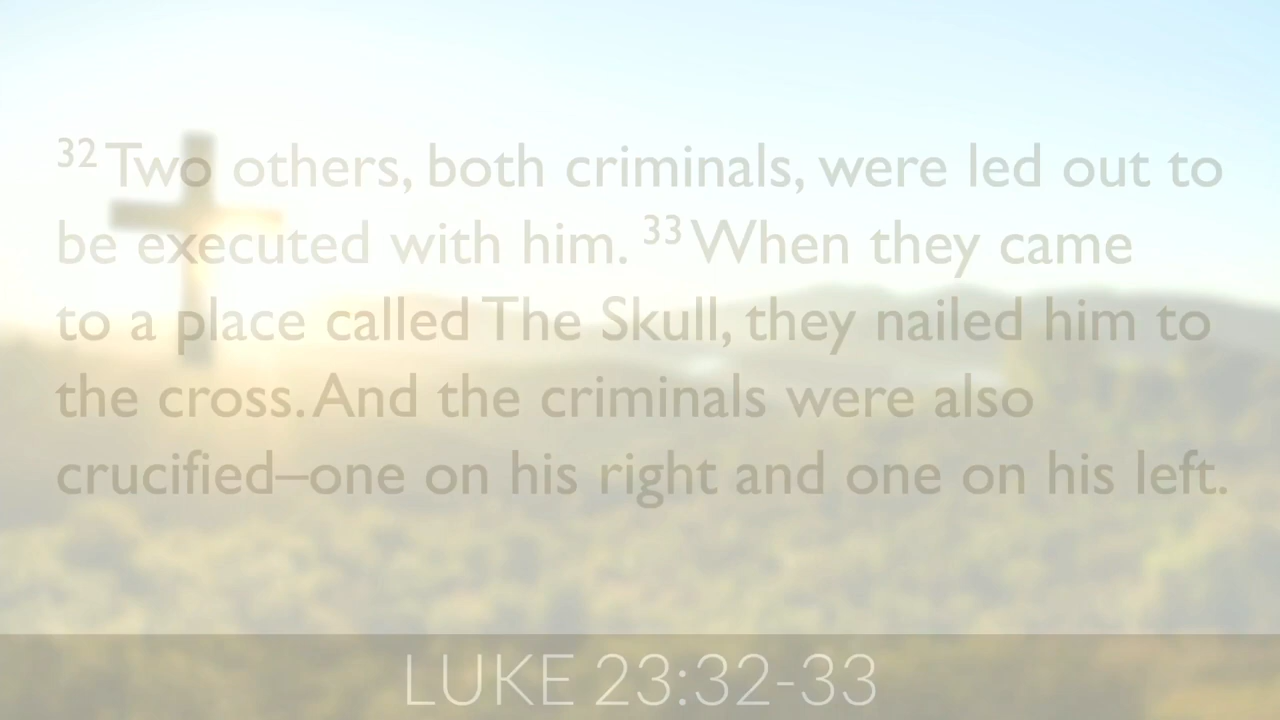 32 Two others, both criminals, were led out to
be executed with him. 33 When they came
to a place called The Skull, they nailed him to
the cross. And the criminals were also
crucified–one on his right and one on his left.
LUKE 23:32-33